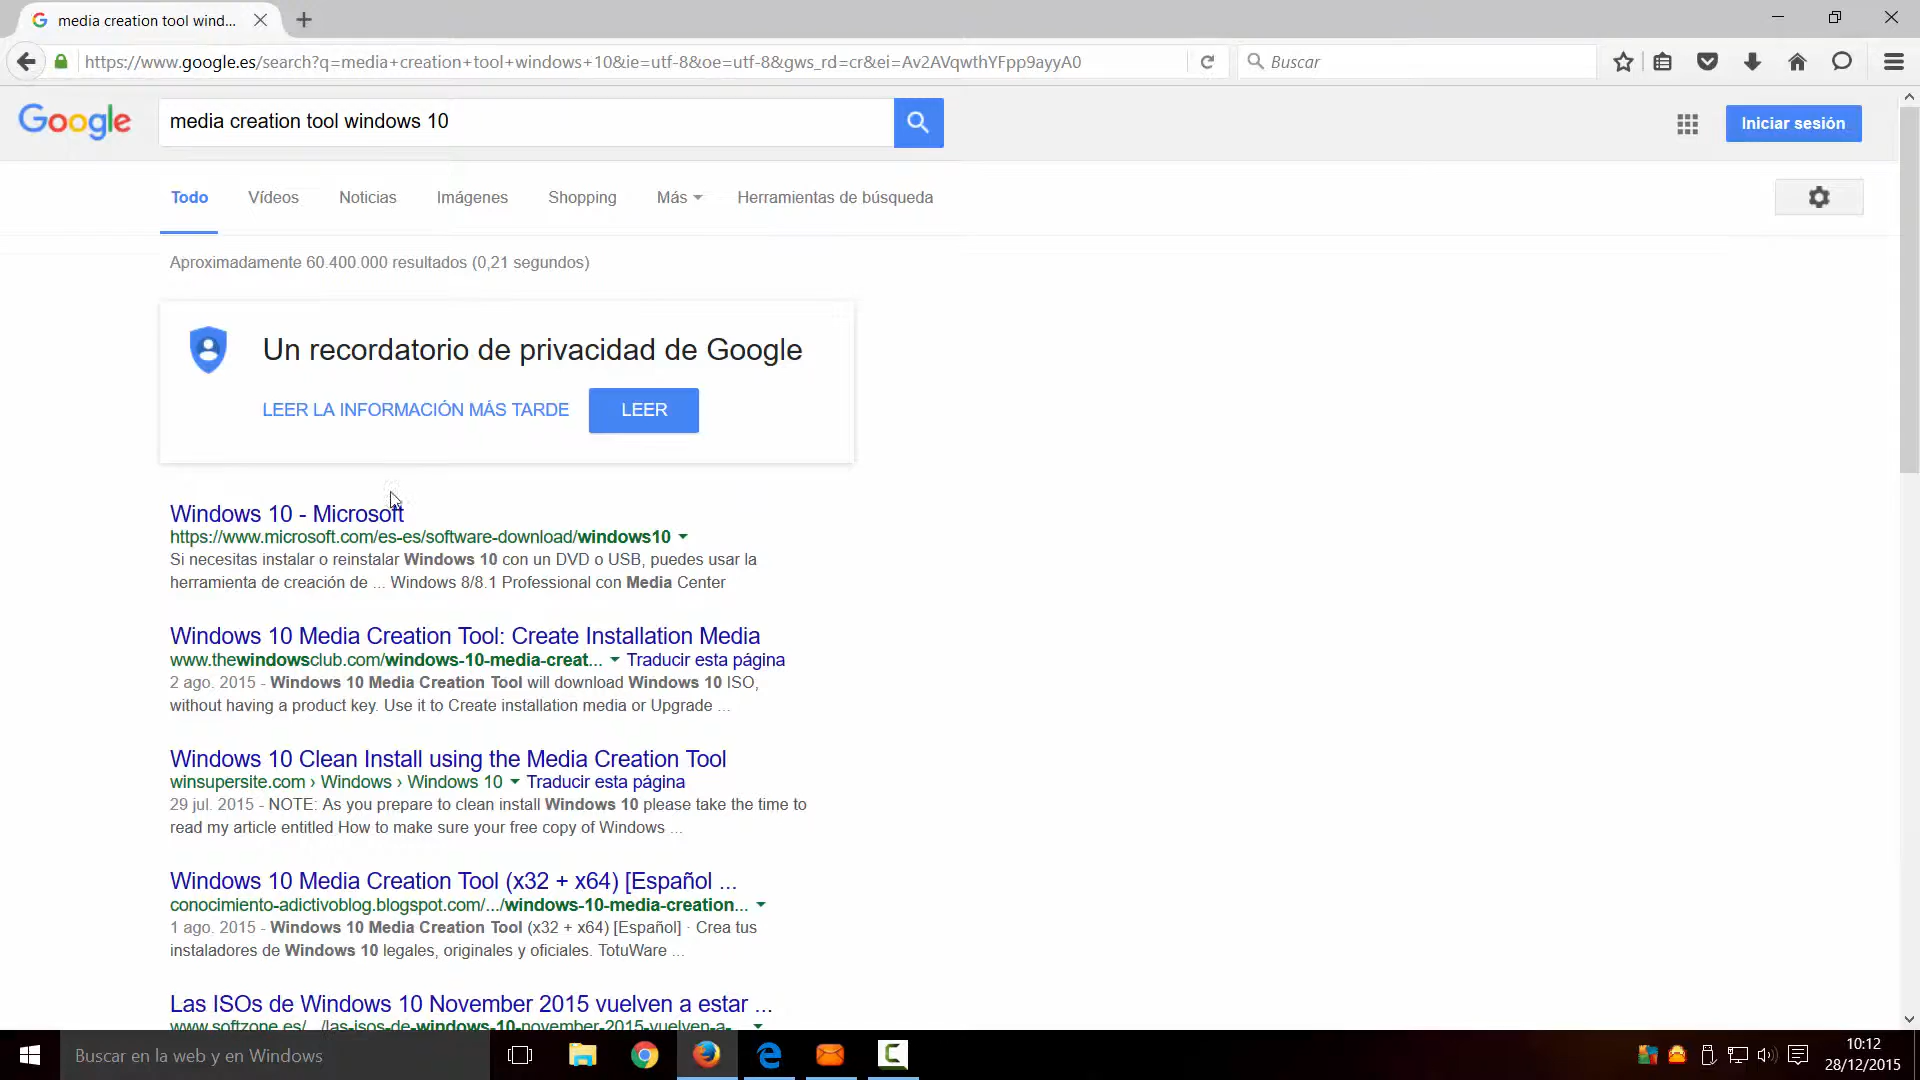 media creation tool wind...
https://www.google.es/search?q=media+creation+tool+windows+10&ie=utf-8&oe=utf-8&gws_rd=cr&ei=Av2AVqwthYFpp9ayyA0
Buscar
Google
media creation tool windows 10
Iniciar sesión
Todo
Vídeos
Noticias
Imágenes
Shopping
Más
Herramientas de búsqueda
Aproximadamente 60.400.000 resultados (0,21 segundos)
Un recordatorio de privacidad de Google
LEER LA INFORMACIÓN MÁS TARDE
LEER
Windows 10 - Microsoft
https://www.microsoft.com/es-es/software-download/windows10
Si necesitas instalar o reinstalar Windows 10 con un DVD o USB, puedes usar la
herramienta de creación de ... Windows 8/8.1 Professional con Media Center
Windows 10 Media Creation Tool: Create Installation Media
www.thewindowsclub.com/windows-10-media-creat... Traducir esta página
2 ago. 2015 - Windows 10 Media Creation Tool will download Windows 10 ISO,
without having a product key. Use it to Create installation media or Upgrade ...
Windows 10 Clean Install using the Media Creation Tool
winsupersite.com › Windows › Windows 10 Traducir esta página
29 jul. 2015 - NOTE: As you prepare to clean install Windows 10 please take the time to
read my article entitled How to make sure your free copy of Windows ...
Windows 10 Media Creation Tool (x32 + x64) [Español ...
conocimiento-adictivoblog.blogspot.com/.../windows-10-media-creation...
1 ago. 2015 - Windows 10 Media Creation Tool (x32 + x64) [Español] · Crea tus
instaladores de Windows 10 legales, originales y oficiales. TotuWare ...
Las ISOs de Windows 10 November 2015 vuelven a estar ...
www.softzone.es/.../las-isos-de-windows-10-november-2015-vuelven-a-...
Buscar en la web y en Windows
10:12
28/12/2015